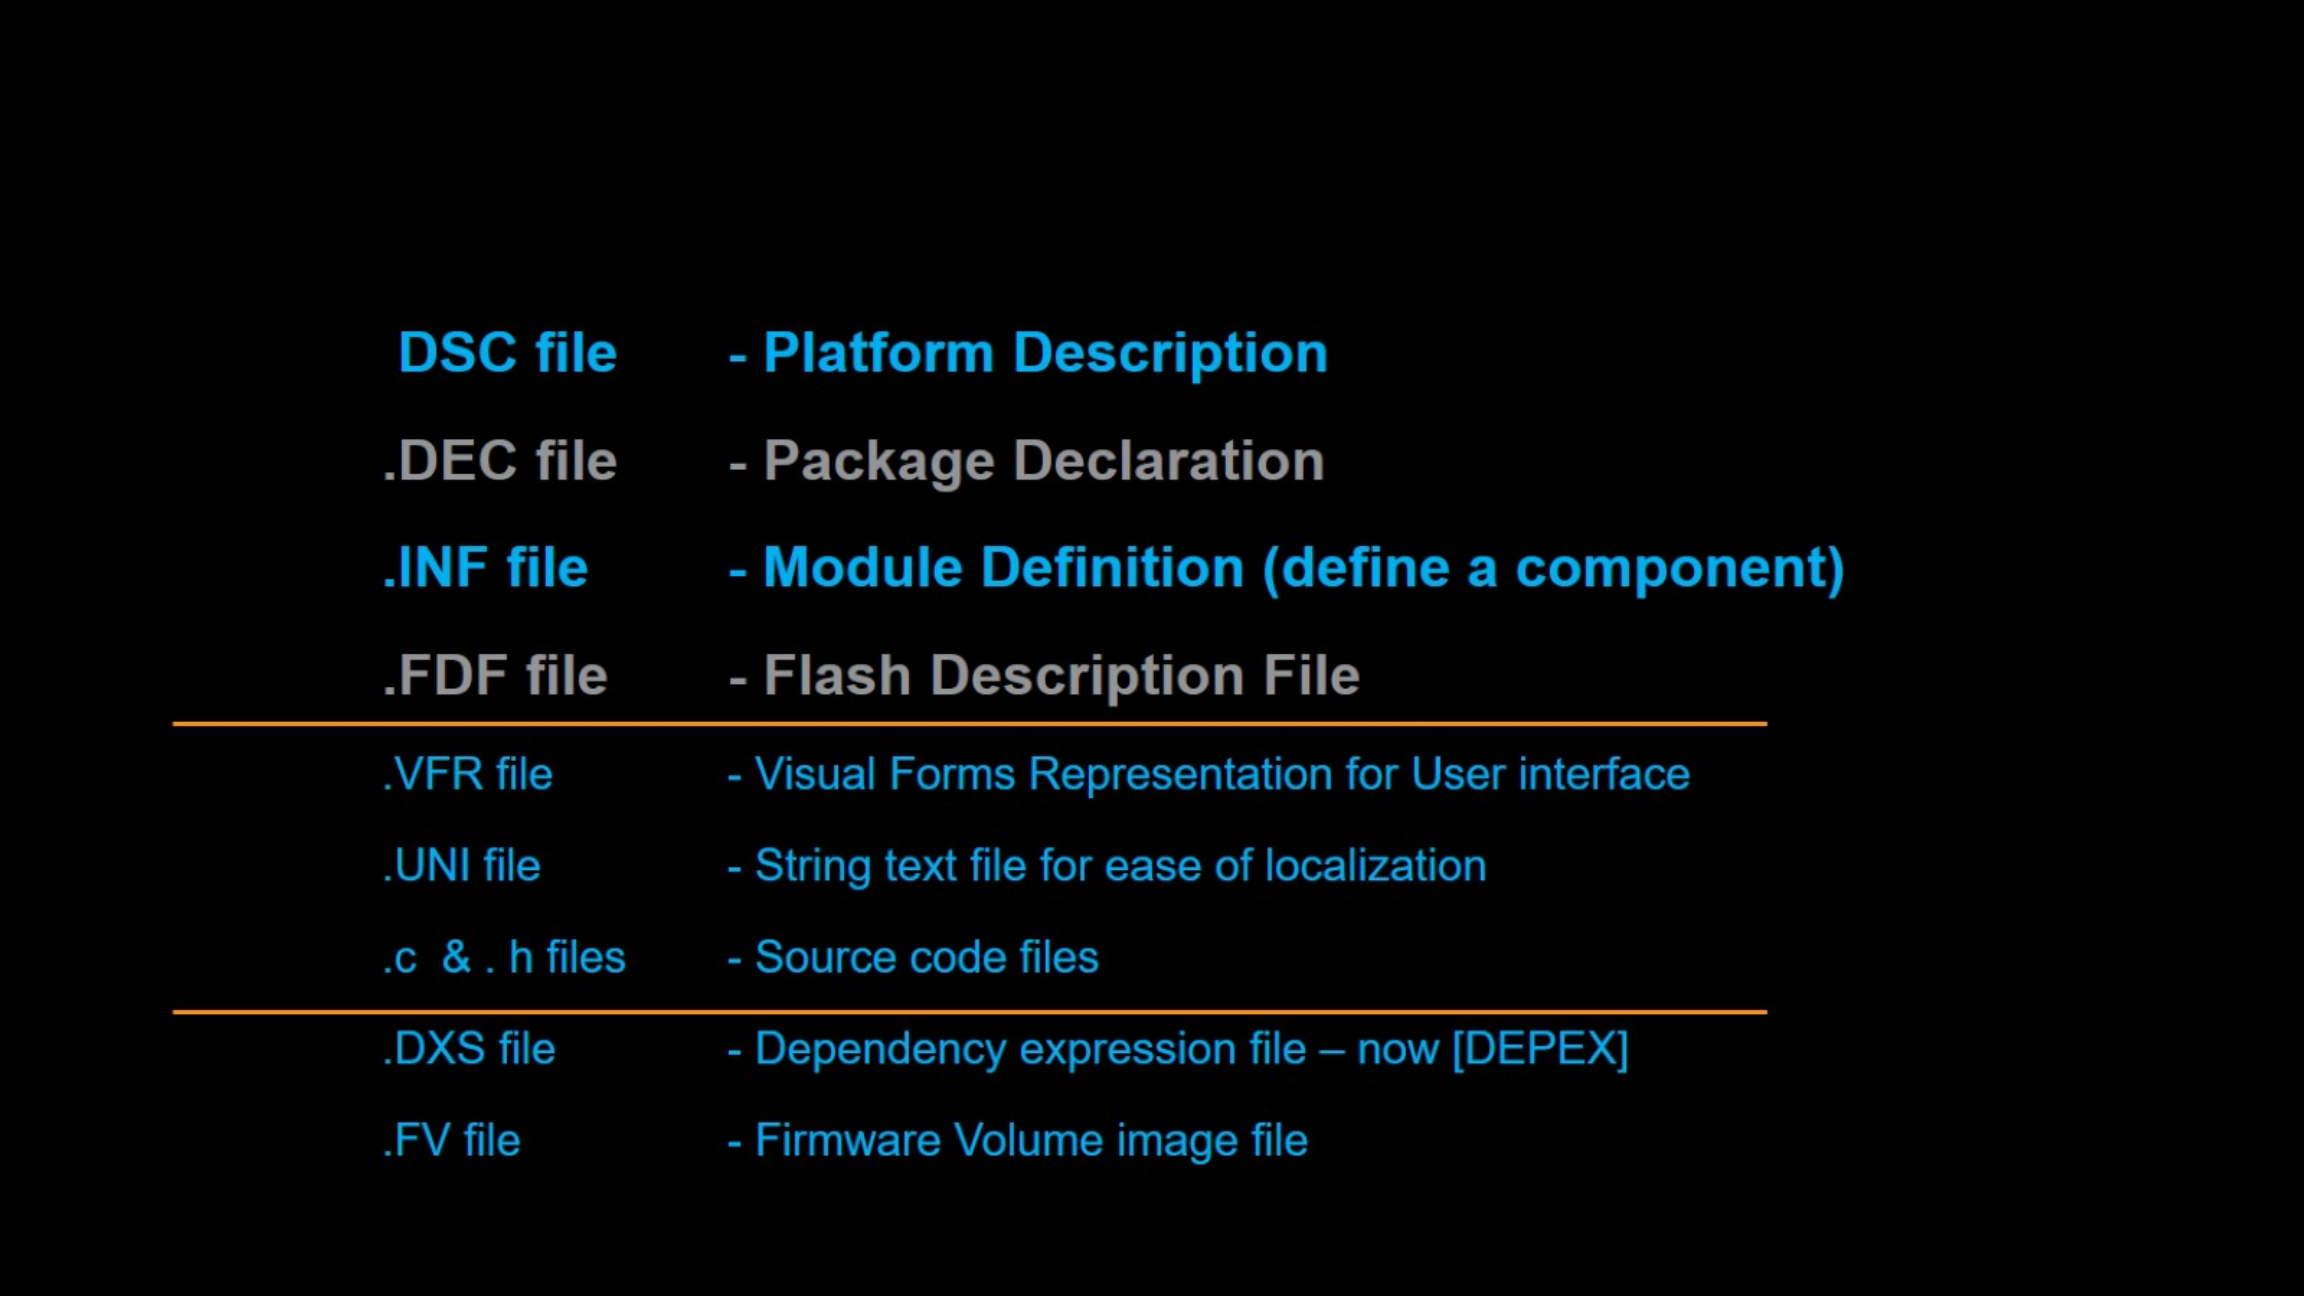 DSC file - Platform Description
.DEC file - Package Declaration
.INF file - Module Definition (define a component)
.FDF file - Flash Description File
.VFR file - Visual Forms Representation for User interface
.UNI file - String text file for ease of localization
.c & . h files - Source code files
.DXS file - Dependency expression file – now [DEPEX]
.FV file - Firmware Volume image file